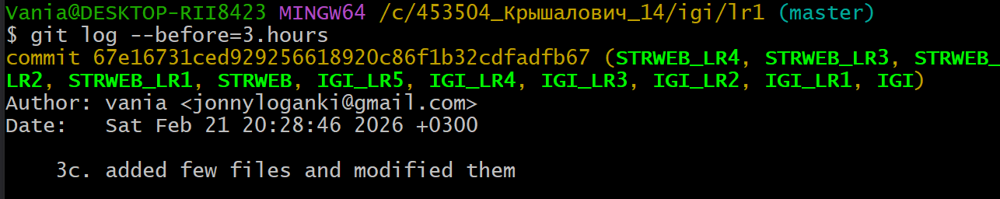 Vania@DESKTOP-RII8423 MINGW64 /c/453504_Крышалович_14/igi/lr1 (master)
$ git log --before=3.hours
commit 67e16731ced929256618920c86f1b32cdfadfb67 (STRWEB_LR4, STRWEB_LR3, STRWEB_
LR2, STRWEB_LR1, STRWEB, IGI_LR5, IGI_LR4, IGI_LR3, IGI_LR2, IGI_LR1, IGI)
Author: vania <jonnyloganki@gmail.com>
Date:   Sat Feb 21 20:28:46 2026 +0300
    3c. added few files and modified them